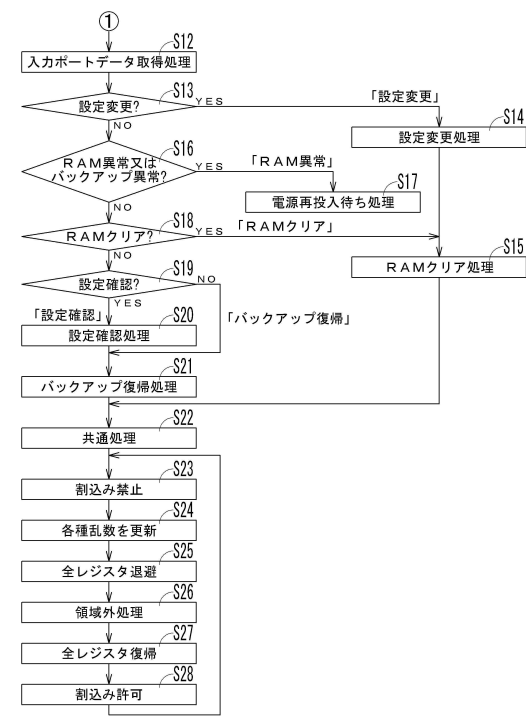 ①
S12
入力ポートデータ取得処理
S13
設定変更?
YES
「設定変更」
NO
S14
設定変更処理
S16
RAM異常又は
バックアップ異常?
YES
「RAM異常」
NO
S17
電源再投入待ち処理
S18
RAMクリア?
YES
「RAMクリア」
NO
S15
RAMクリア処理
S19
設定確認?
NO
YES
「設定確認」
「バックアップ復帰」
S20
設定確認処理
S21
バックアップ復帰処理
S22
共通処理
S23
割込み禁止
S24
各種乱数を更新
S25
全レジスタ退避
S26
領域外処理
S27
全レジスタ復帰
S28
割込み許可